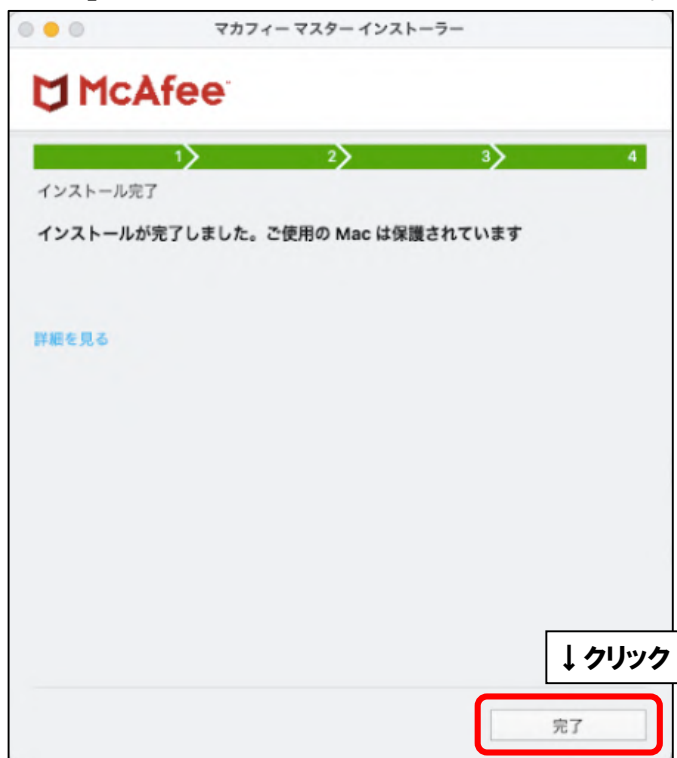 マカフィー マスター インストーラー
McAfee™
1 2 3 4
インストール完了
インストールが完了しました。ご使用の Mac は保護されています
詳細を見る
↓クリック
完了